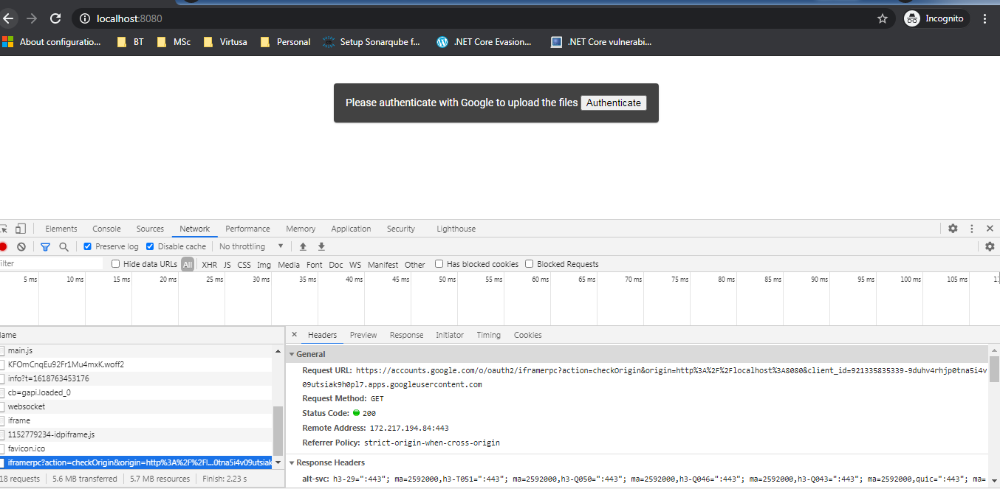 localhost:8080
Incognito
About configuratio...
BT
MSc
Virtusa
Personal
Setup Sonarqube f...
.NET Core Evasion...
.NET Core vulnerabi...
Please authenticate with Google to upload the files Authenticate
Elements Console Sources Network Performance Memory Application Security Lighthouse
Preserve log Disable cache No throttling
ilter Hide data URLs All XHR JS CSS Img Media Font Doc WS Manifest Other Has blocked cookies Blocked Requests
5 ms 10 ms 15 ms 20 ms 25 ms 30 ms 35 ms 40 ms 45 ms 50 ms 55 ms 60 ms 65 ms 70 ms 75 ms 80 ms 85 ms 90 ms 95 ms 100 ms 105 ms
lame
main.js
KFOmCnqEu92Fr1Mu4mxK.woff2
info?t=1618763453176
cb=gapi.loaded_0
websocket
iframe
1152779234-idpiframe.js
favicon.ico
iframerpc?action=checkOrigin&origin=http%3A%2F%2Fl...0tna5i4v09utsiak
18 requests 5.6 MB transferred 5.7 MB resources Finish: 2.23 s
Headers Preview Response Initiator Timing Cookies
General
Request URL: https://accounts.google.com/o/oauth2/iframerpc?action=checkOrigin&origin=http%3A%2F%2Flocalhost%3A8080&client_id=921335835339-9duhv4rhjp0tna5i4v
09utsiak9h0pl7.apps.googleusercontent.com
Request Method: GET
Status Code: 200
Remote Address: 172.217.194.84:443
Referrer Policy: strict-origin-when-cross-origin
Response Headers
alt-svc: h3-29=":443"; ma=2592000,h3-T051=":443"; ma=2592000,h3-Q050=":443"; ma=2592000,h3-Q046=":443"; ma=2592000,h3-Q043=":443"; ma=2592000,quic=":443"; ma=